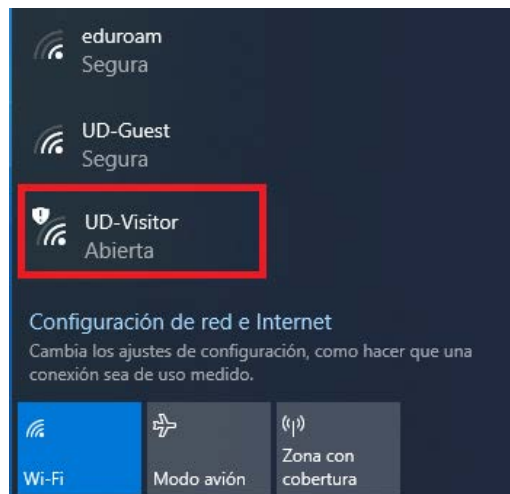 eduroam
Segura
UD-Guest
Segura
UD-Visitor
Abierta
Configuración de red e Internet
Cambia los ajustes de configuración, como hacer que una
conexión sea de uso medido.
Wi-Fi
Modo avión
Zona con
cobertura